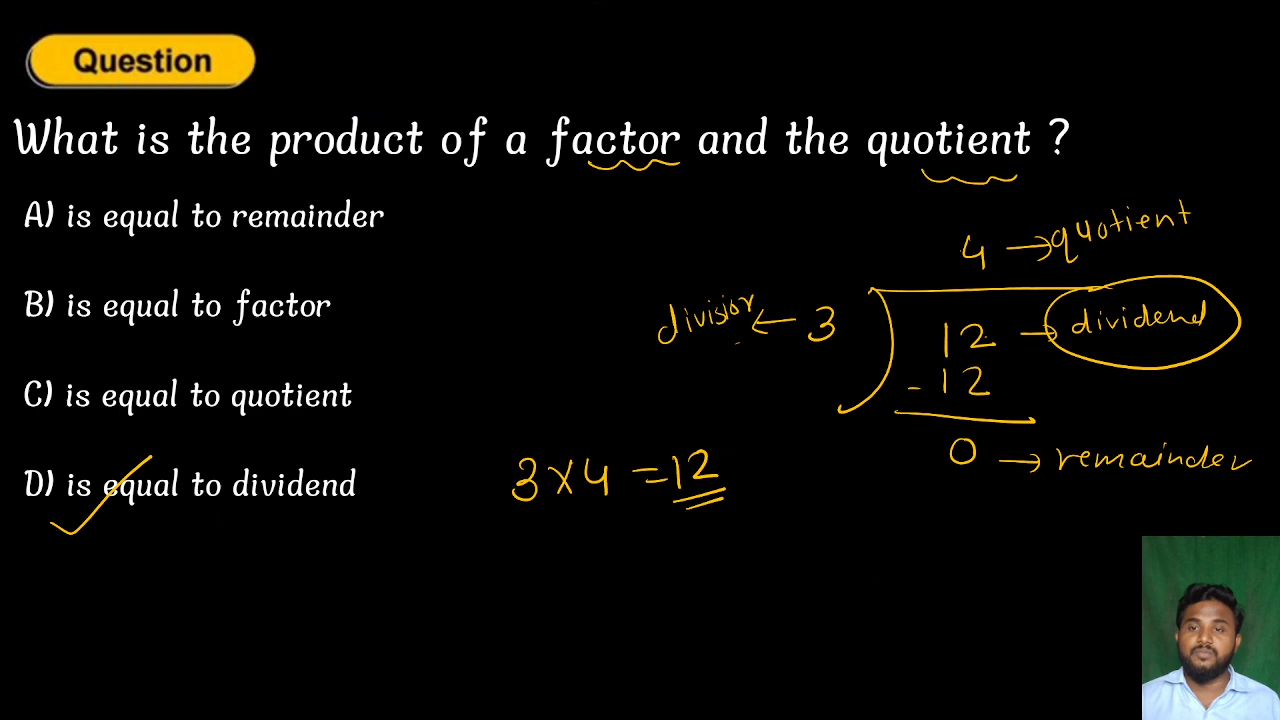 Question
What is the product of a factor and the quotient ?
A) is equal to remainder
B) is equal to factor
C) is equal to quotient
D) is equal to dividend
4 → quotient
division ← 3
12 → dividend
- 12
0 → remainder
3 × 4 = 12